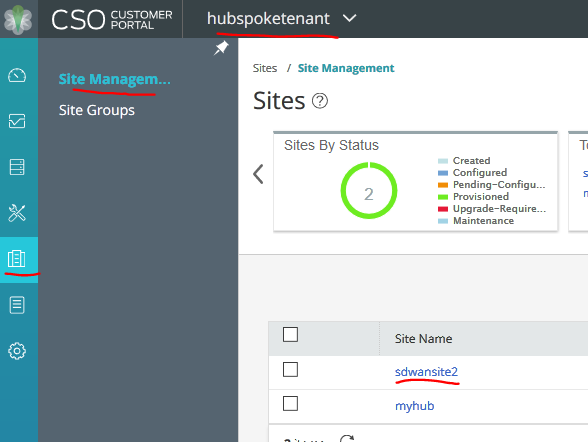 CSO CUSTOMER PORTAL
hubspoketenant
Site Managem...
Site Groups
Sites / Site Management
Sites ?
Sites By Status
2
Created
Configured
Pending-Configu...
Provisioned
Upgrade-Require...
Maintenance
Site Name
sdwansite2
myhub